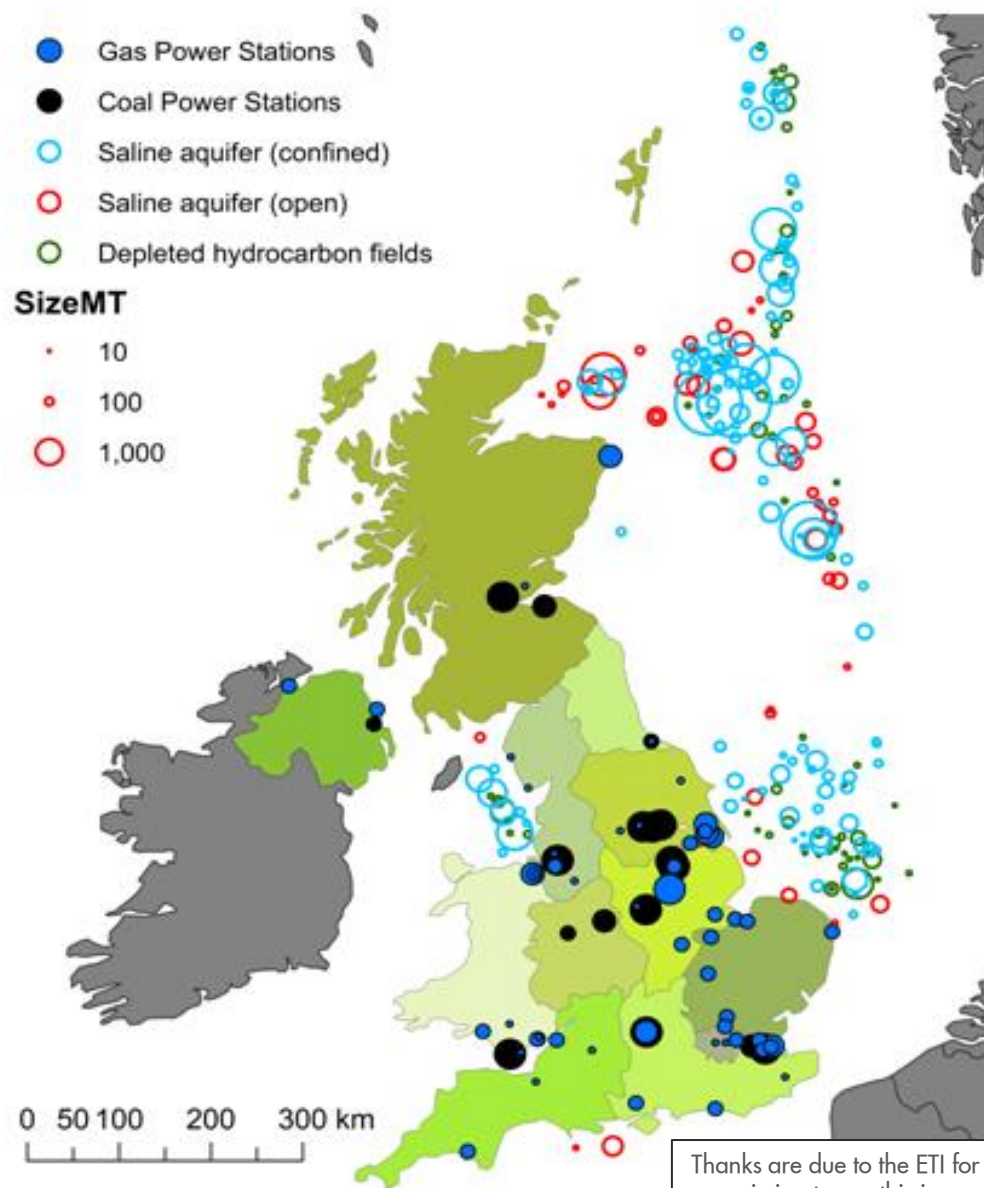 Gas Power Stations
Coal Power Stations
Saline aquifer (confined)
Saline aquifer (open)
Depleted hydrocarbon fields
SizeMT
10
100
1,000
0 50 100 200 300 km
Thanks are due to the ETI for